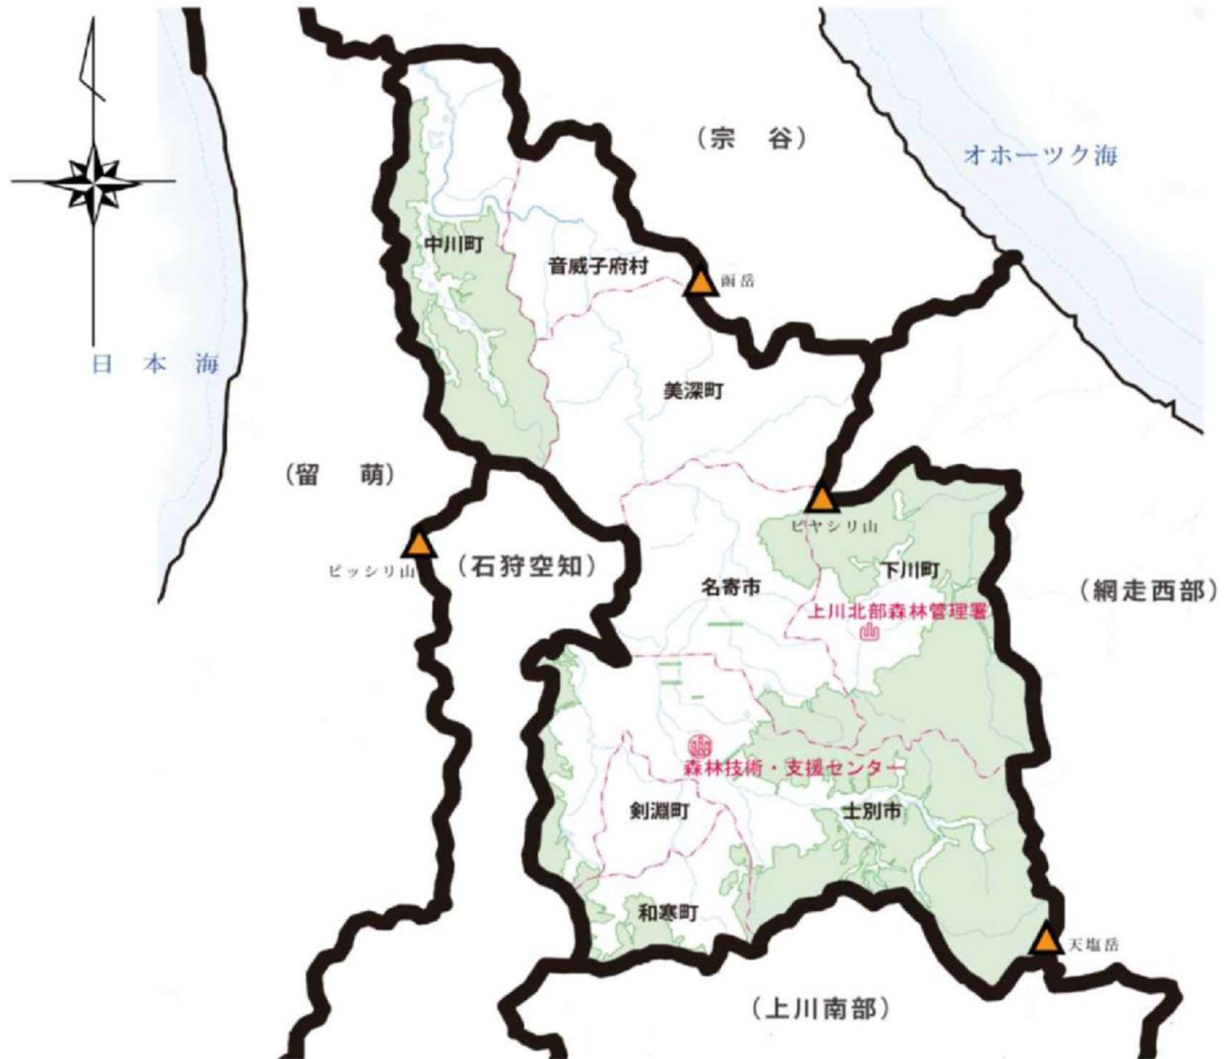 （宗　谷）
オホーツク海
中川町
音威子府村
函岳
日　本　海
美深町
（留　萌）
ピヤシリ山
ピッシリ山
（石狩空知）
名寄市
下川町
（網走西部）
上川北部森林管理署
森林技術・支援センター
剣淵町
士別市
和寒町
天塩岳
（上川南部）